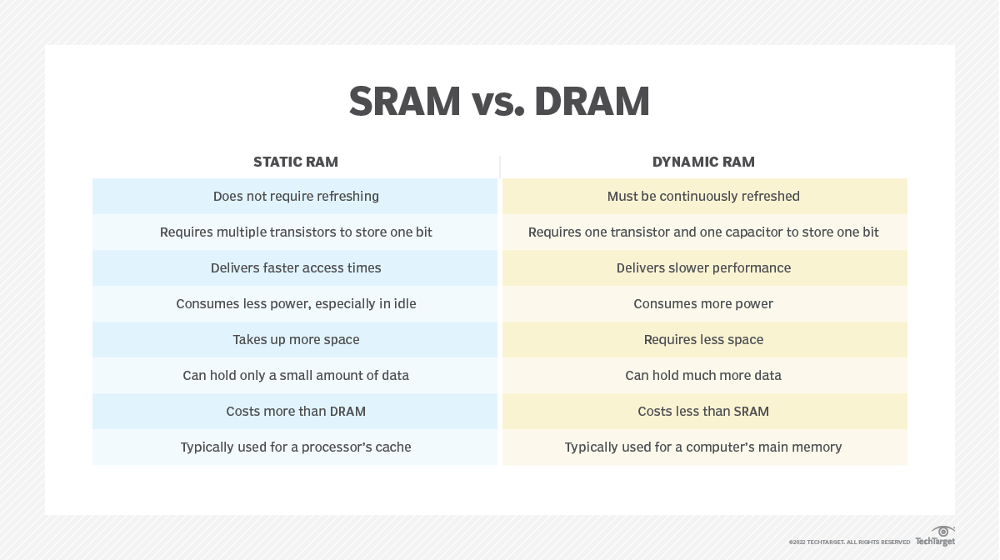 SRAM vs. DRAM
STATIC RAM
DYNAMIC RAM
Does not require refreshing
Must be continuously refreshed
Requires multiple transistors to store one bit
Requires one transistor and one capacitor to store one bit
Delivers faster access times
Delivers slower performance
Consumes less power, especially in idle
Consumes more power
Takes up more space
Requires less space
Can hold only a small amount of data
Can hold much more data
Costs more than DRAM
Costs less than SRAM
Typically used for a processor’s cache
Typically used for a computer’s main memory
©2022 TECHTARGET. ALL RIGHTS RESERVED
TechTarget